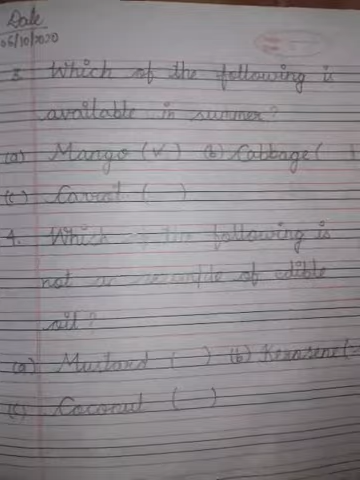 Date
06/10/2020
3. Which of the following is
available in summer?
(a) Mango (✓) (b) Cabbage ( )
(c) Carrot. ( )
4. Which of the following is
not an example of edible
oil?
(a) Mustard ( ) (b) Kerosene (
(c) Coconut ( )